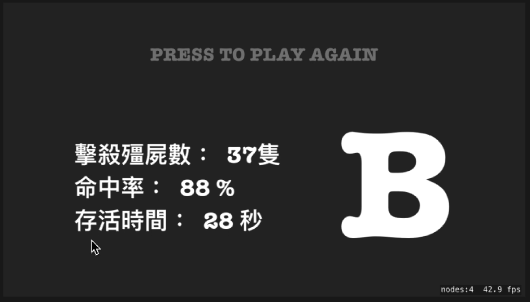 PRESS TO PLAY AGAIN
擊殺殭屍數： 37隻
命中率： 88 %
存活時間： 28 秒
B
nodes:4 42.9 fps